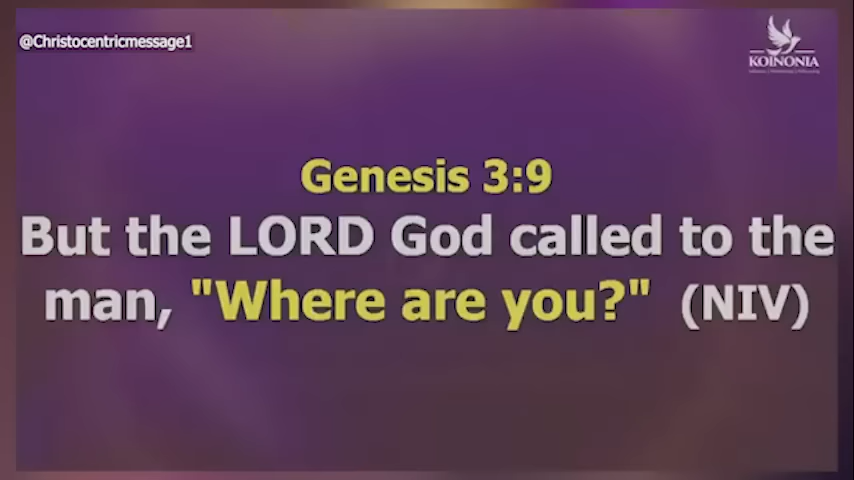 @Christocentricmessage1
KOINONIA
Genesis 3:9
But the LORD God called to the
man, "Where are you?" (NIV)